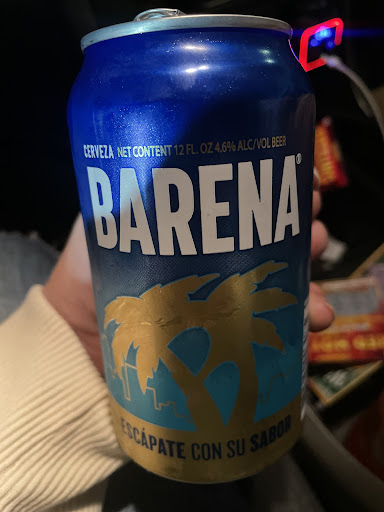 CERVEZA NET CONTENT 12 FL. OZ 4,6% ALC/VOL BEER
BARENA®
ESCÁPATE CON SU SABOR